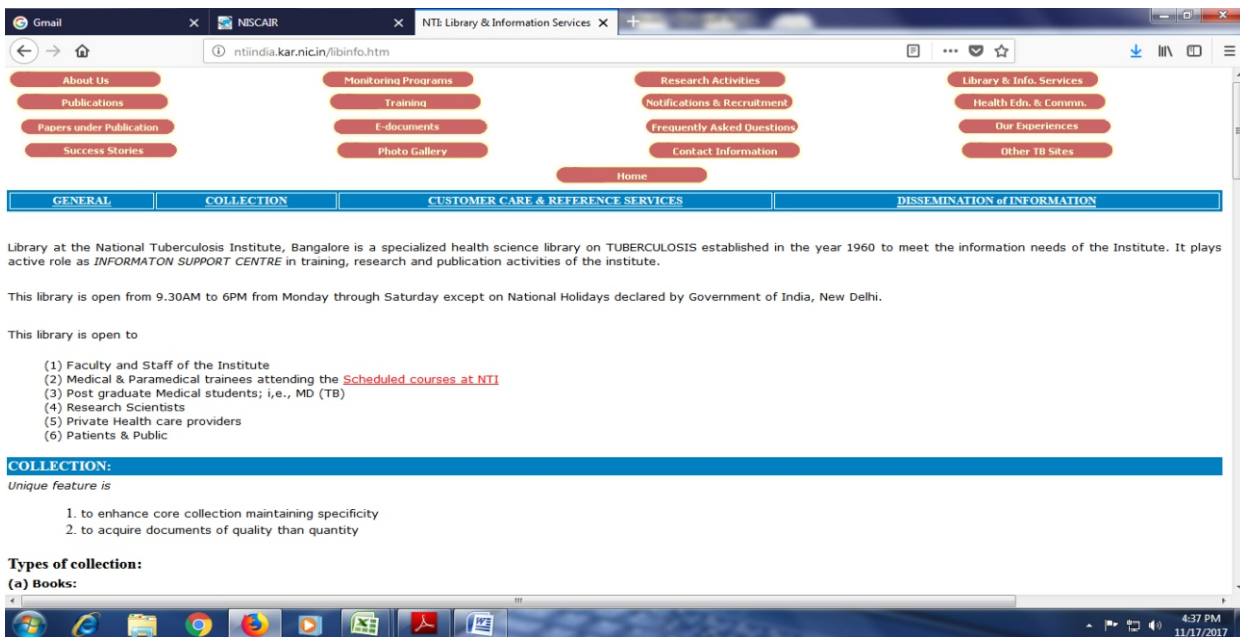 Gmail
NISCAIR
NTI: Library & Information Services
ntiindia.kar.nic.in/libinfo.htm
About Us
Monitoring Programs
Research Activities
Library & Info. Services
Publications
Training
Notifications & Recruitment
Health Edn. & Commn.
Papers under Publication
E-documents
Frequently Asked Questions
Our Experiences
Success Stories
Photo Gallery
Contact Information
Other TB Sites
Home
GENERAL
COLLECTION
CUSTOMER CARE & REFERENCE SERVICES
DISSEMINATION of INFORMATION
Library at the National Tuberculosis Institute, Bangalore is a specialized health science library on TUBERCULOSIS established in the year 1960 to meet the information needs of the Institute. It plays
active role as INFORMATON SUPPORT CENTRE in training, research and publication activities of the institute.
This library is open from 9.30AM to 6PM from Monday through Saturday except on National Holidays declared by Government of India, New Delhi.
This library is open to
(1) Faculty and Staff of the Institute
(2) Medical & Paramedical trainees attending the Scheduled courses at NTI
(3) Post graduate Medical students; i,e., MD (TB)
(4) Research Scientists
(5) Private Health care providers
(6) Patients & Public
COLLECTION:
Unique feature is
1. to enhance core collection maintaining specificity
2. to acquire documents of quality than quantity
Types of collection:
(a) Books:
4:37 PM
11/17/2017